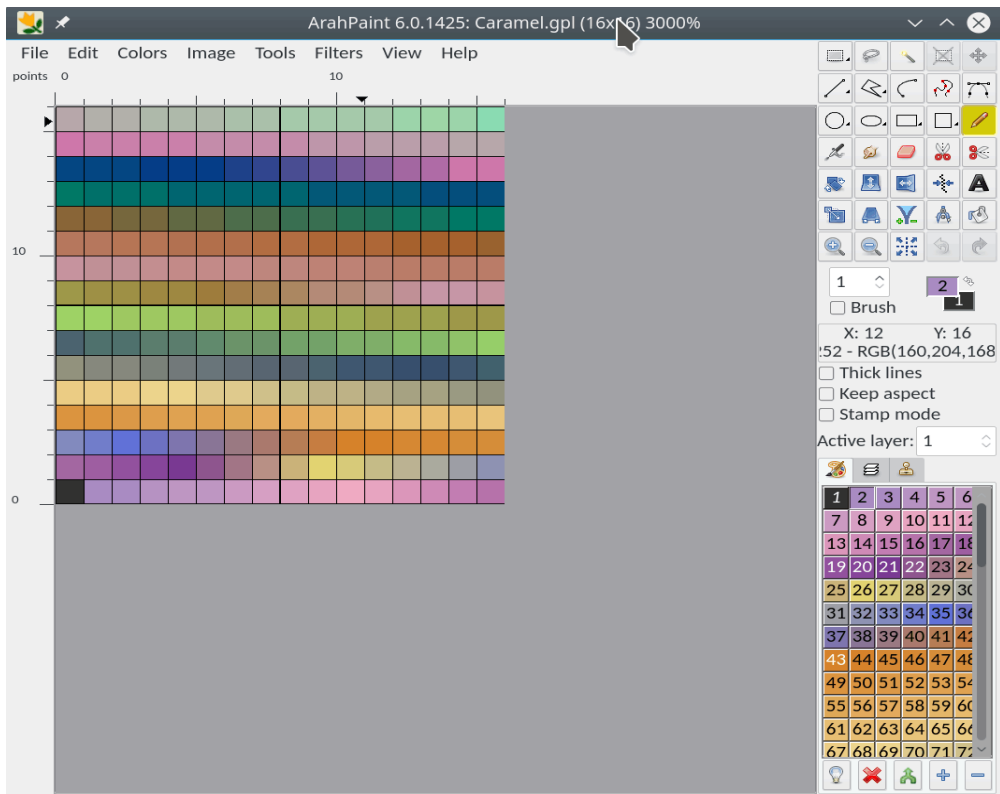 ArahPaint 6.0.1425: Caramel.gpl (16x16) 3000%
File Edit Colors Image Tools Filters View Help
points 0 10
10
0
A
1
2
1
Brush
X: 12 Y: 16
:52 - RGB(160,204,168
Thick lines
Keep aspect
Stamp mode
Active layer: 1
1 2 3 4 5 6
7 8 9 10 11 12
13 14 15 16 17 18
19 20 21 22 23 24
25 26 27 28 29 30
31 32 33 34 35 36
37 38 39 40 41 42
43 44 45 46 47 48
49 50 51 52 53 54
55 56 57 58 59 60
61 62 63 64 65 66
67 68 69 70 71 72